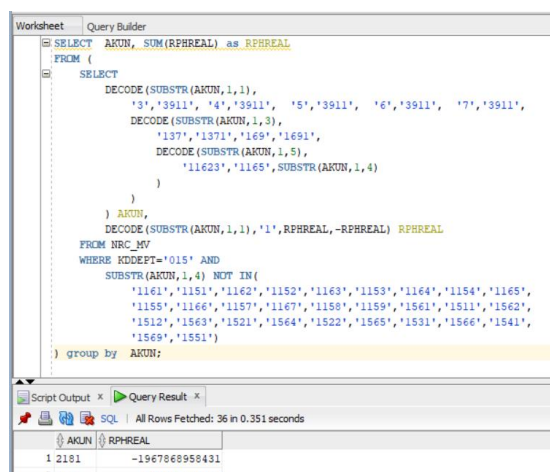 Worksheet Query Builder
SELECT AKUN, SUM(RPHREAL) as RPHREAL
FROM (
SELECT
DECODE(SUBSTR(AKUN,1,1),
'3','3911', '4','3911', '5','3911', '6','3911', '7','3911',
DECODE(SUBSTR(AKUN,1,3),
'137','1371','169','1691',
DECODE(SUBSTR(AKUN,1,5),
'11623','1165',SUBSTR(AKUN,1,4)
)
)
) AKUN,
DECODE(SUBSTR(AKUN,1,1),'1',RPHREAL,-RPHREAL) RPHREAL
FROM NRC_MV
WHERE KDDEPT='015' AND
SUBSTR(AKUN,1,4) NOT IN(
'1161','1151','1162','1152','1163','1153','1164','1154','1165',
'1155','1166','1157','1167','1158','1159','1561','1511','1562',
'1512','1563','1521','1564','1522','1565','1531','1566','1541',
'1569','1551')
) group by AKUN;
Script Output x Query Result x
SQL | All Rows Fetched: 36 in 0.351 seconds
AKUN RPHREAL
1 2181 -1967868958431